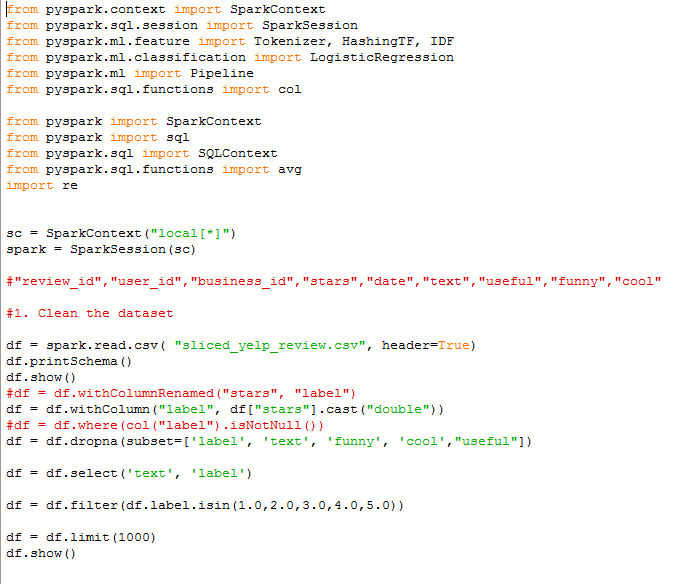 from pyspark.context import SparkContext
from pyspark.sql.session import SparkSession
from pyspark.ml.feature import Tokenizer, HashingTF, IDF
from pyspark.ml.classification import LogisticRegression
from pyspark.ml import Pipeline
from pyspark.sql.functions import col

from pyspark import SparkContext
from pyspark import sql
from pyspark.sql import SQLContext
from pyspark.sql.functions import avg
import re


sc = SparkContext("local[*]")
spark = SparkSession(sc)

#"review_id","user_id","business_id","stars","date","text","useful","funny","cool"

#1. Clean the dataset

df = spark.read.csv( "sliced_yelp_review.csv", header=True)
df.printSchema()
df.show()
#df = df.withColumnRenamed("stars", "label")
df = df.withColumn("label", df["stars"].cast("double"))
#df = df.where(col("label").isNotNull())
df = df.dropna(subset=['label', 'text', 'funny', 'cool',"useful"])

df = df.select('text', 'label')

df = df.filter(df.label.isin(1.0,2.0,3.0,4.0,5.0))

df = df.limit(1000)
df.show()